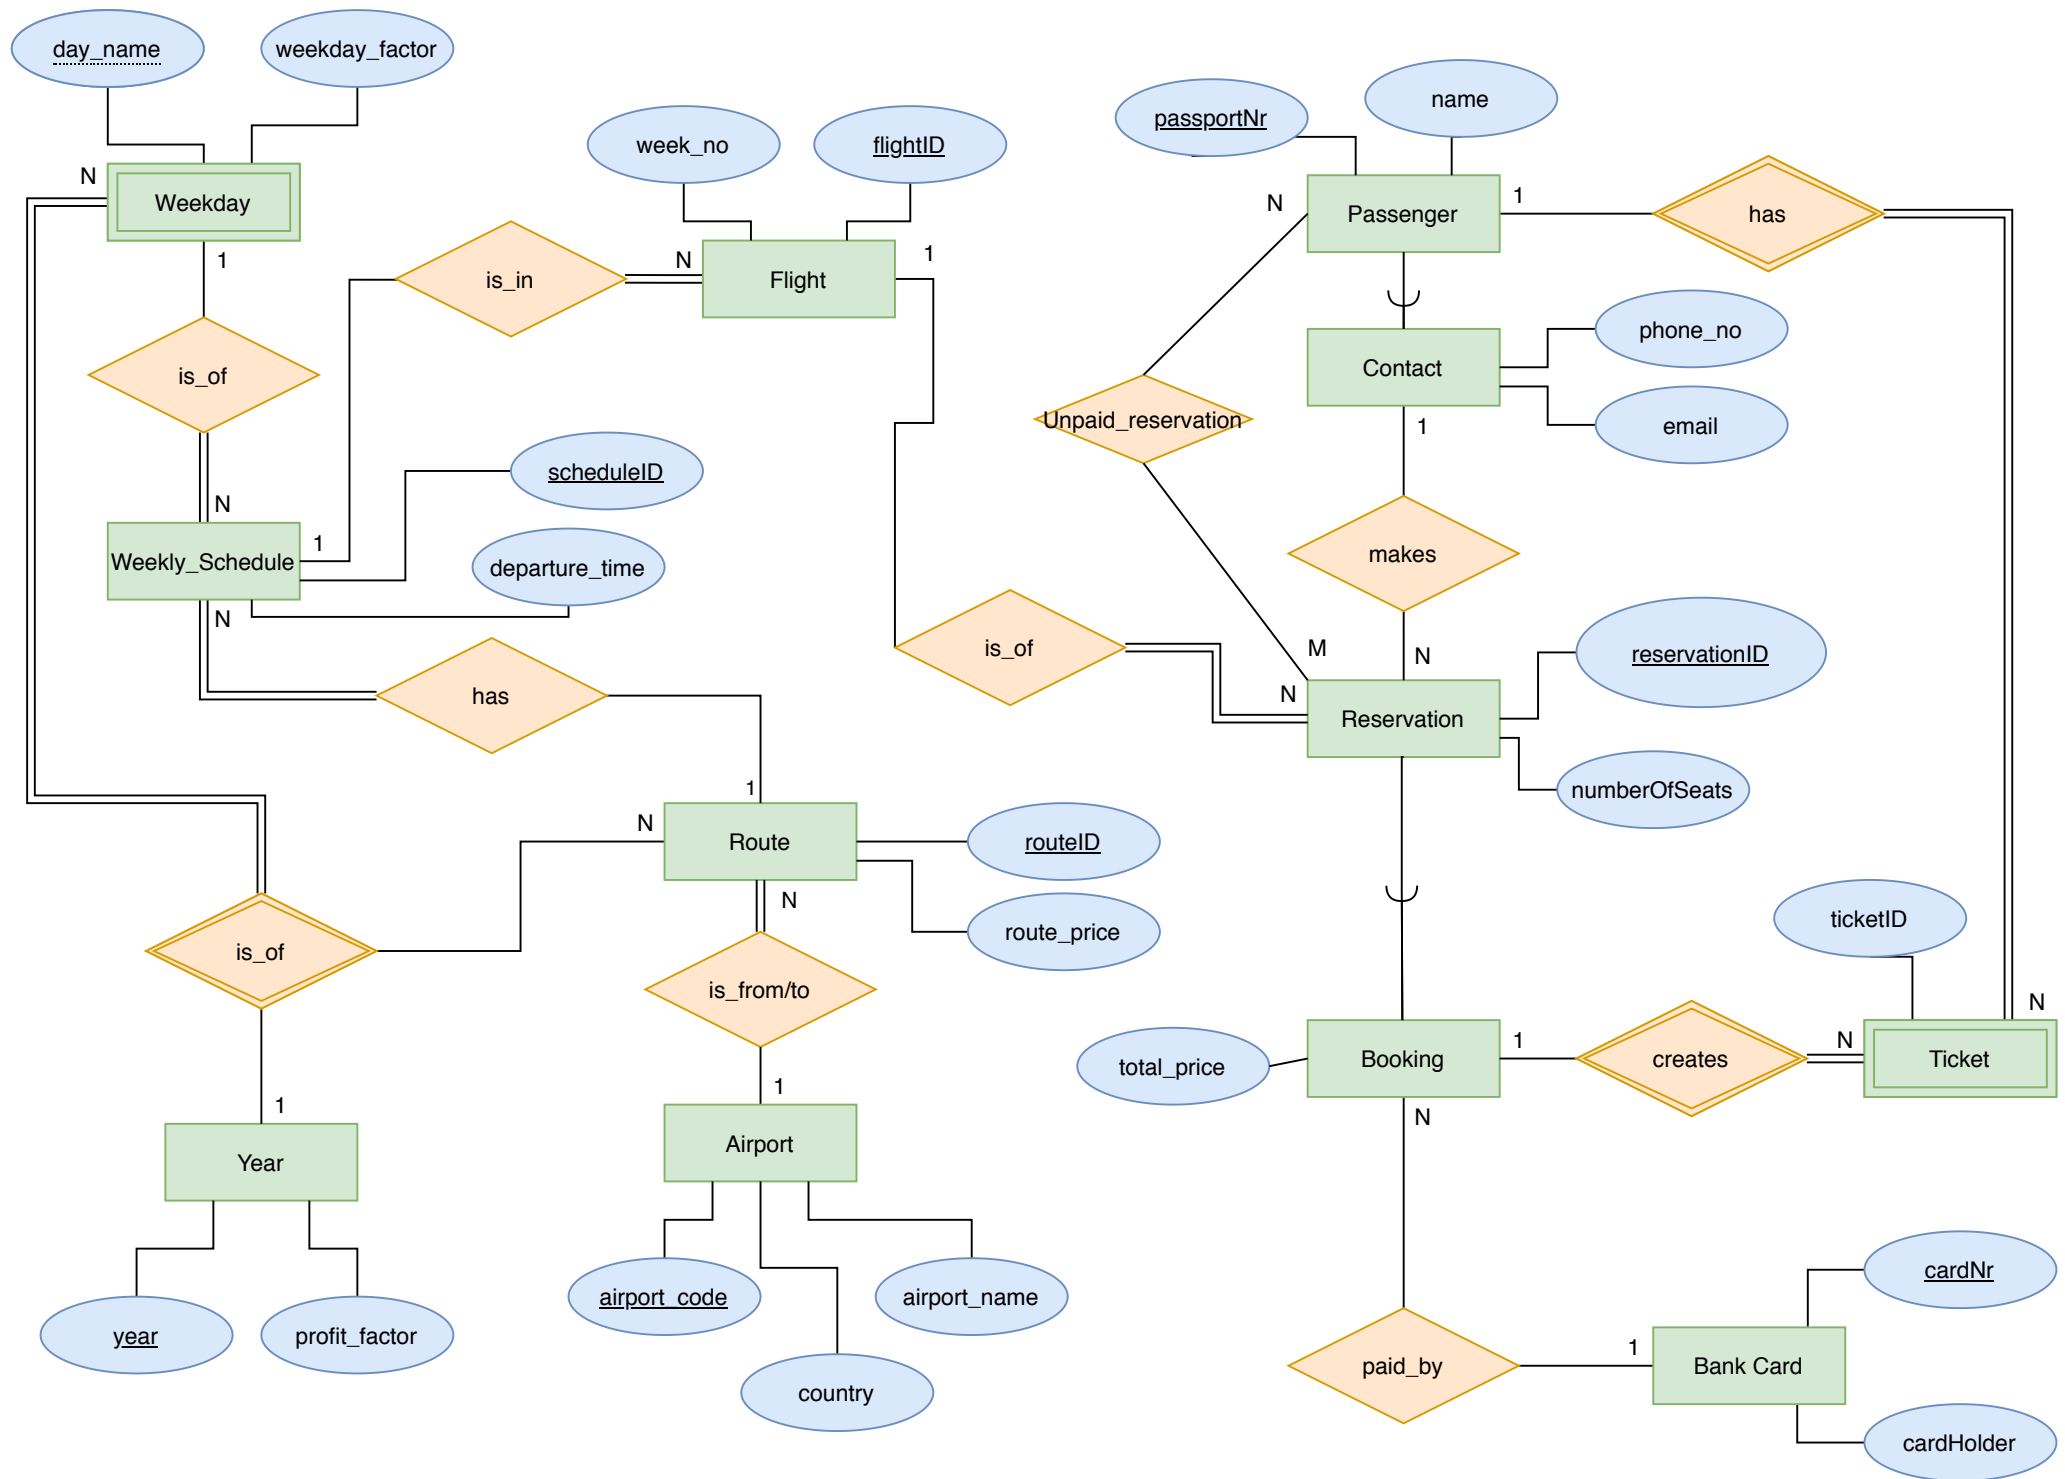 day_name
weekday_factor
name
passportNr
week_no
flightID
N
Weekday
N
Passenger
1
has
1
is_in
N
Flight
1
is_of
phone_no
Contact
Unpaid_reservation
1
email
scheduleID
N
Weekly_Schedule
1
departure_time
makes
N
has
is_of
M
N
reservationID
N
Reservation
1
numberOfSeats
N
Route
routeID
N
route_price
ticketID
is_of
is_from/to
N
total_price
Booking
1
creates
N
Ticket
1
1
N
Year
Airport
year
profit_factor
airport_code
airport_name
country
paid_by
1
Bank Card
cardNr
cardHolder